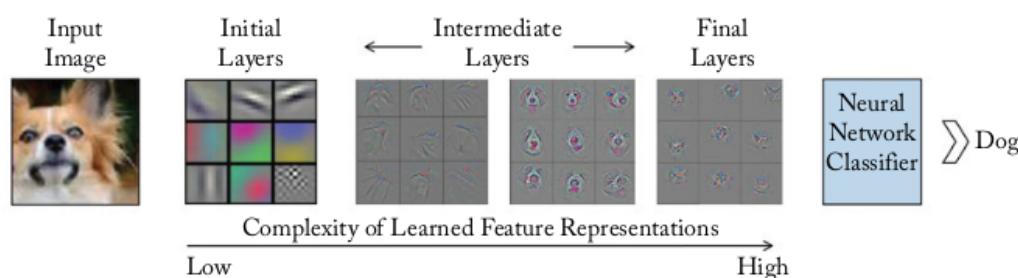 Input
Image
Initial
Layers
Intermediate
Layers
Final
Layers
Neural
Network
Classifier
Dog
Complexity of Learned Feature Representations
Low
High